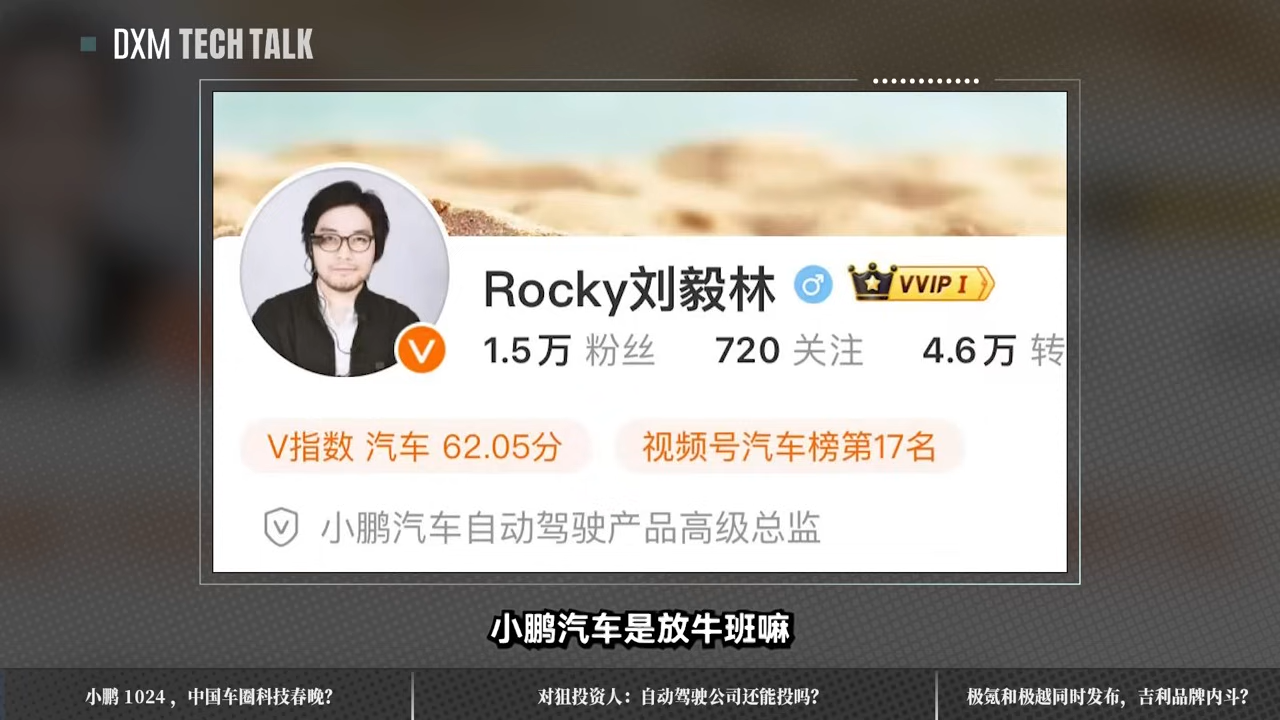 DXM TECH TALK
Rocky刘毅林 VVIP I
1.5万 粉丝 720 关注 4.6万 转
V指数 汽车 62.05分 视频号汽车榜第17名
小鹏汽车自动驾驶产品高级总监
小鹏汽车是放牛班嘛
小鹏 1024，中国车圈科技春晚？ 对狙投资人：自动驾驶公司还能投吗？ 极氪和极越同时发布，吉利品牌内斗？